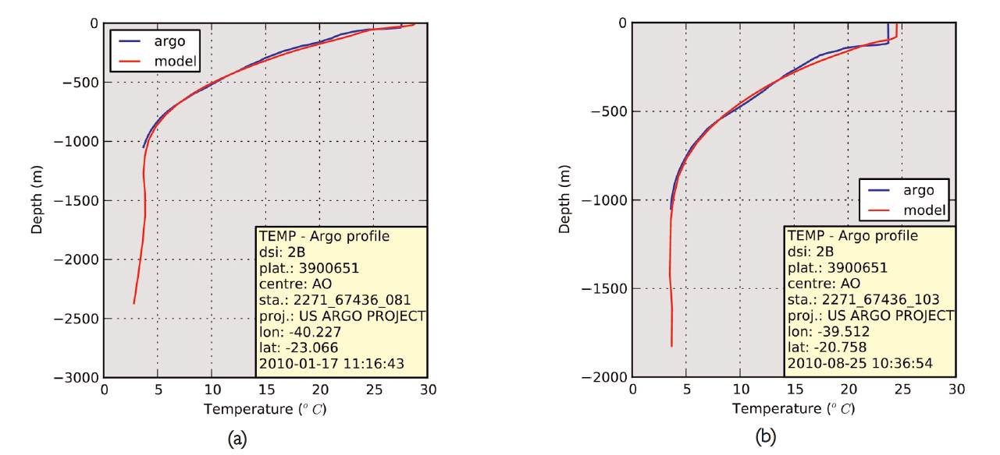 0
−500
−1000
−1500
−2000
−2500
−3000
Depth (m)
argo
model
TEMP - Argo profile
dsi: 2B
plat.: 3900651
centre: AO
sta.: 2271_67436_081
proj.: US ARGO PROJECT
lon: -40.227
lat: -23.066
2010-01-17 11:16:43
0 5 10 15 20 25 30
Temperature (° C)
(a)
0
−500
−1000
−1500
−2000
Depth (m)
argo
model
TEMP - Argo profile
dsi: 2B
plat.: 3900651
centre: AO
sta.: 2271_67436_103
proj.: US ARGO PROJECT
lon: -39.512
lat: -20.758
2010-08-25 10:36:54
0 5 10 15 20 25 30
Temperature (° C)
(b)